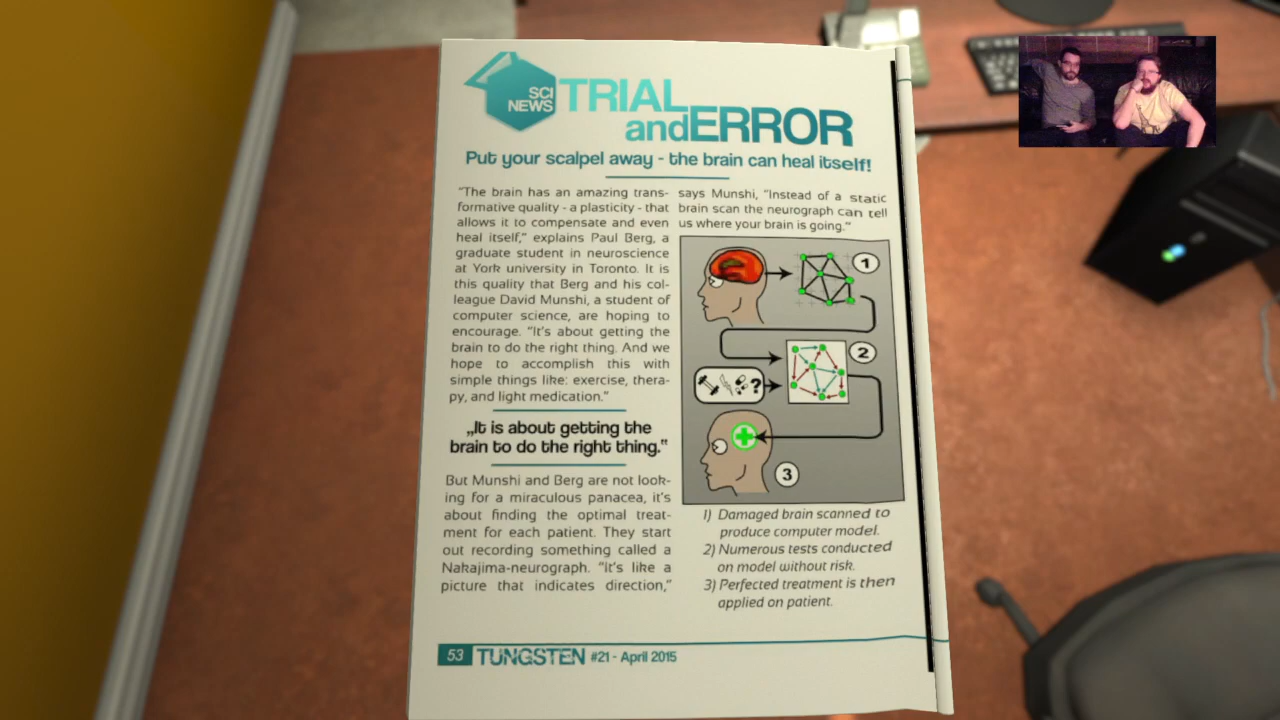 SCI
NEWS
TRIAL
andERROR
Put your scalpel away - the brain can heal itself!
"The brain has an amazing trans-
formative quality - a plasticity - that
allows it to compensate and even
heal itself," explains Paul Berg, a
graduate student in neuroscience
at York university in Toronto. It is
this quality that Berg and his col-
league David Munshi, a student of
computer science, are hoping to
encourage. "It's about getting the
brain to do the right thing. And we
hope to accomplish this with
simple things like: exercise, thera-
py, and light medication."
„It is about getting the
brain to do the right thing."
But Munshi and Berg are not look-
ing for a miraculous panacea, it's
about finding the optimal treat-
ment for each patient. They start
out recording something called a
Nakajima-neurograph. "It's like a
picture that indicates direction,"
says Munshi, "Instead of a static
brain scan the neurograph can tell
us where your brain is going."
1
2
?
3
1) Damaged brain scanned to
produce computer model.
2) Numerous tests conducted
on model without risk.
3) Perfected treatment is then
applied on patient.
53 TUNGSTEN #21 - April 2015